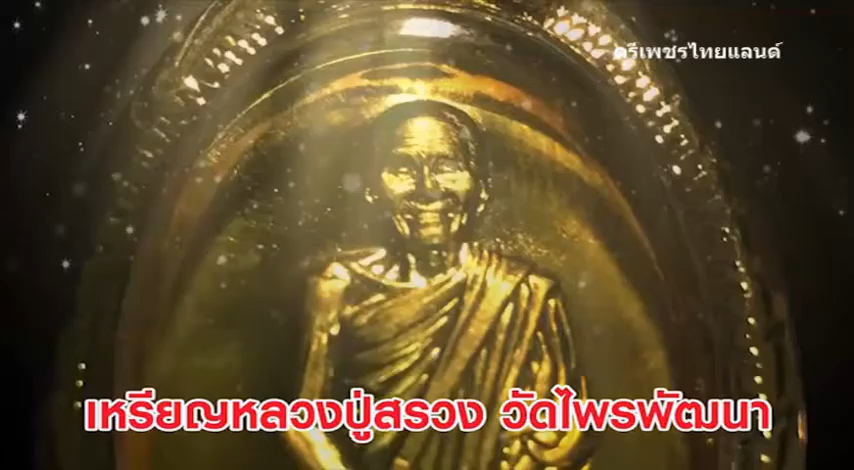 ตรีเพชรไทยแลนด์
เหรียญหลวงปู่สรวง วัดไพรพัฒนา